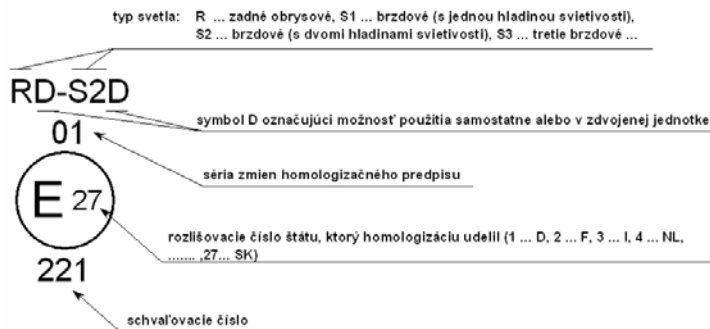 typ svetla: R ... zadné obrysové, S1 ... brzdové (s jednou hladinou svietivosti),
S2 ... brzdové (s dvomi hladinami svietivosti), S3 ... tretie brzdové ...
RD-S2D
symbol D označujúci možnosť použitia samostatne alebo v zdvojenej jednotke
01
séria zmien homologizačného predpisu
E 27
rozlišovacie číslo štátu, ktorý homologizáciu udelil (1 ... D, 2 ... F, 3 ... I, 4 ... NL,
....... ,27... SK)
221
schvaľovacie číslo